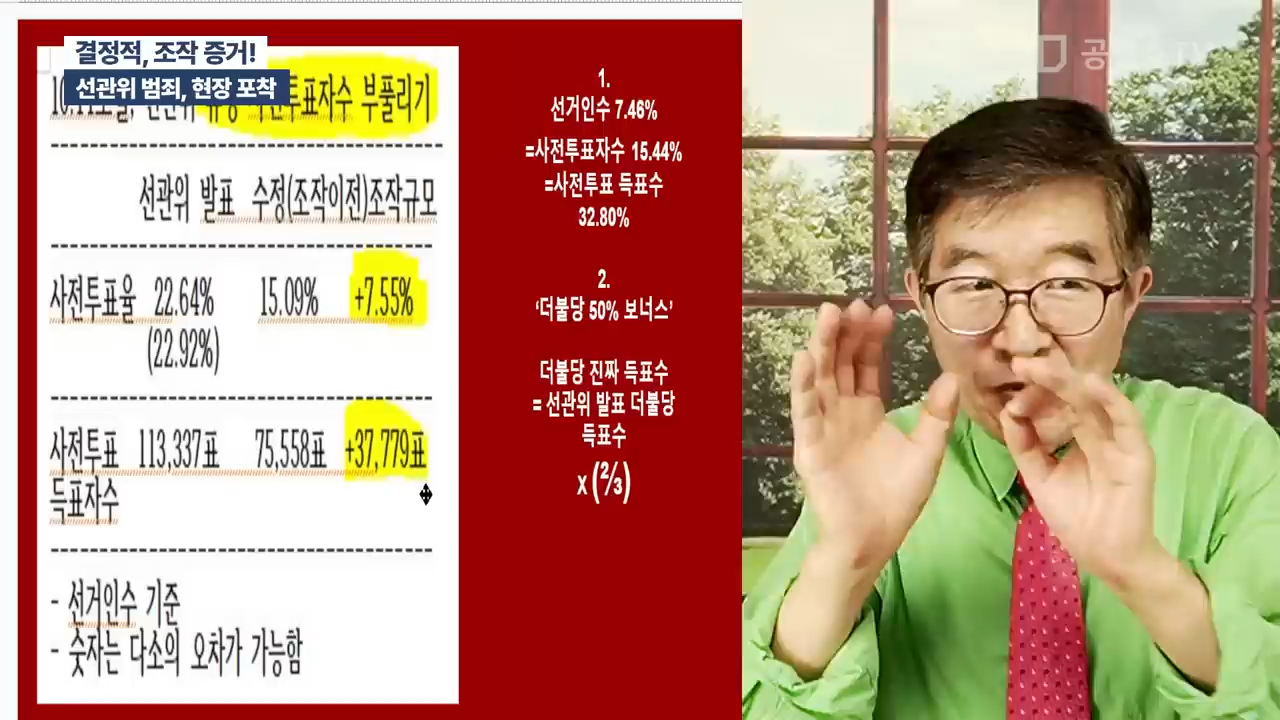 결정적, 조작 증거!
선관위 범죄, 현장 포착
투표자수 부풀리기
선관위 발표 수정(조작이전)조작규모
사전투표율 22.64% 15.09% +7.55%
(22.92%)
사전투표 113,337표 75,558표 +37,779표
득표자수
- 선거인수 기준
- 숫자는 다소의 오차가 가능함
1.
선거인수 7.46%
=사전투표자수 15.44%
=사전투표 득표수
32.80%
2.
‘더불당 50% 보너스’
더불당 진짜 득표수
= 선관위 발표 더불당
득표수
x (⅔)